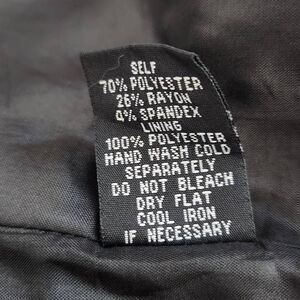 SELF
70% POLYESTER
26% RAYON
4% SPANDEX
LINING
100% POLYESTER
HAND WASH COLD
SEPARATELY
DO NOT BLEACH
DRY FLAT
COOL IRON
IF NECESSARY